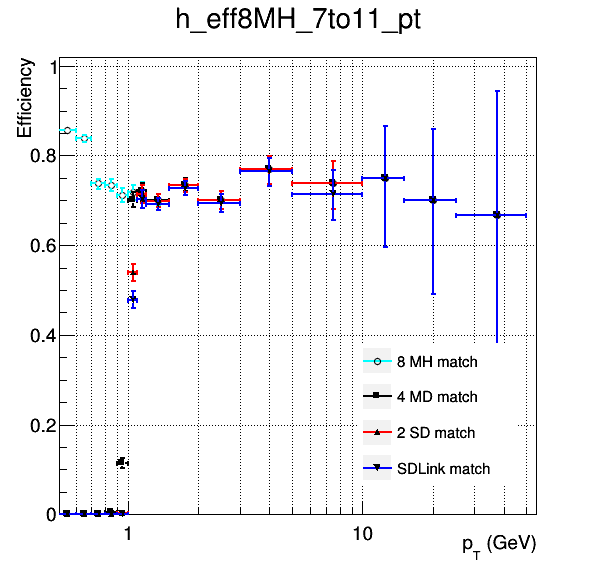 h_eff8MH_7to11_pt
Efficiency
1
0.8
0.6
0.4
0.2
0
8 MH match
4 MD match
2 SD match
SDLink match
1
10
p_T (GeV)